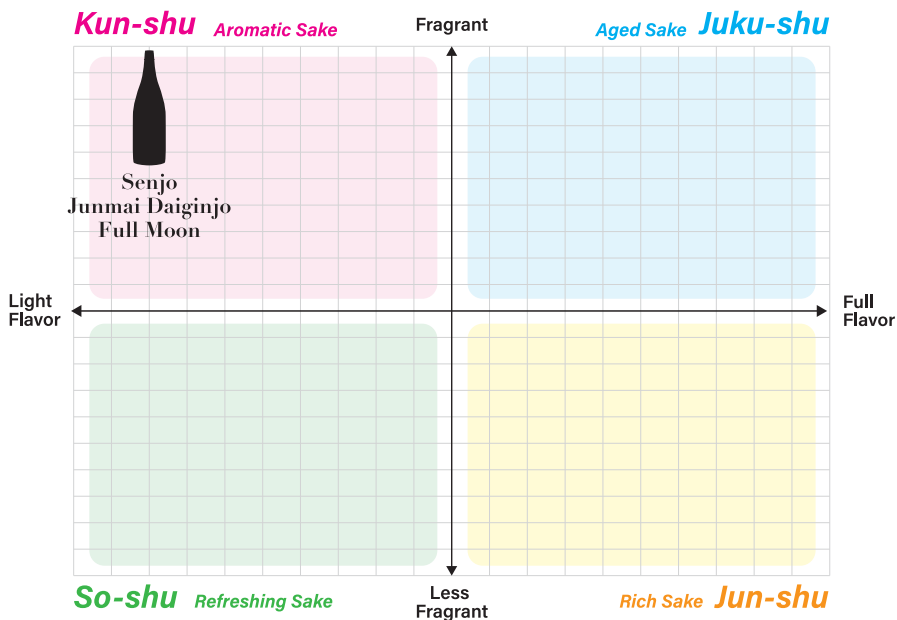 Kun-shu Aromatic Sake
Fragrant
Aged Sake Juku-shu
Senjo
Junmai Daiginjo
Full Moon
Light
Flavor
Full
Flavor
So-shu Refreshing Sake
Less
Fragrant
Rich Sake Jun-shu